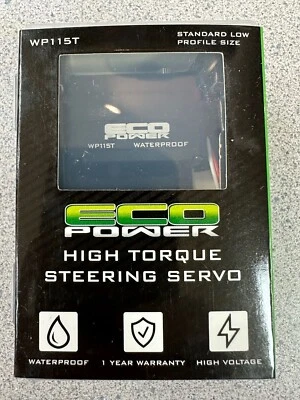 WP115T
STANDARD LOW
PROFILE SIZE
ECO
POWER
WP115T WATERPROOF
ECO
POWER
HIGH TORQUE
STEERING SERVO
WATERPROOF 1 YEAR WARRANTY HIGH VOLTAGE